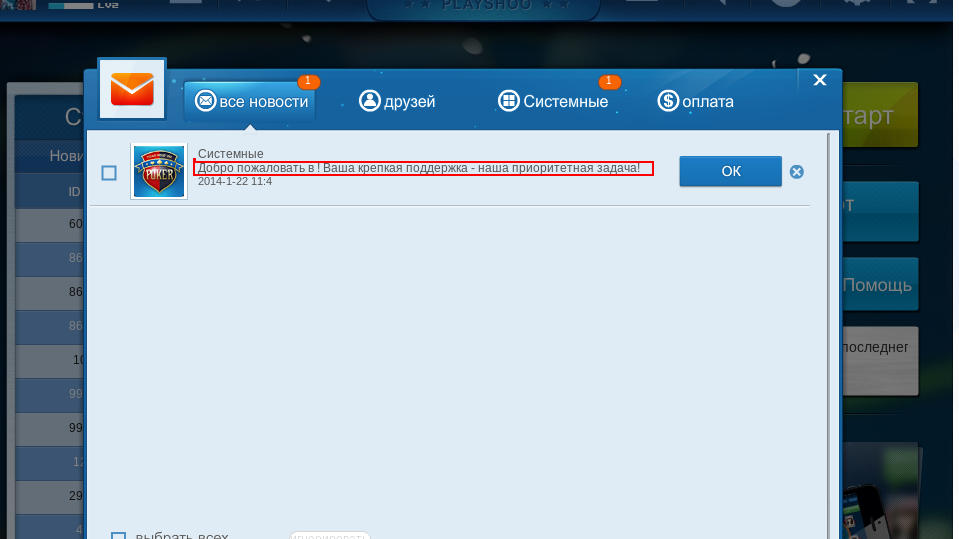 Lv2
PLAYSHOO
1
1
все новости
друзей
Системные
оплата
тарт
Нови
ID
Системные
Добро пожаловать в ! Ваша крепкая поддержка - наша приоритетная задача!
2014-1-22 11:4
POKER
OK
60
86
86
86
10
99
99
12
29
4
Помощь
последнег
выбрать всех
игнорировать